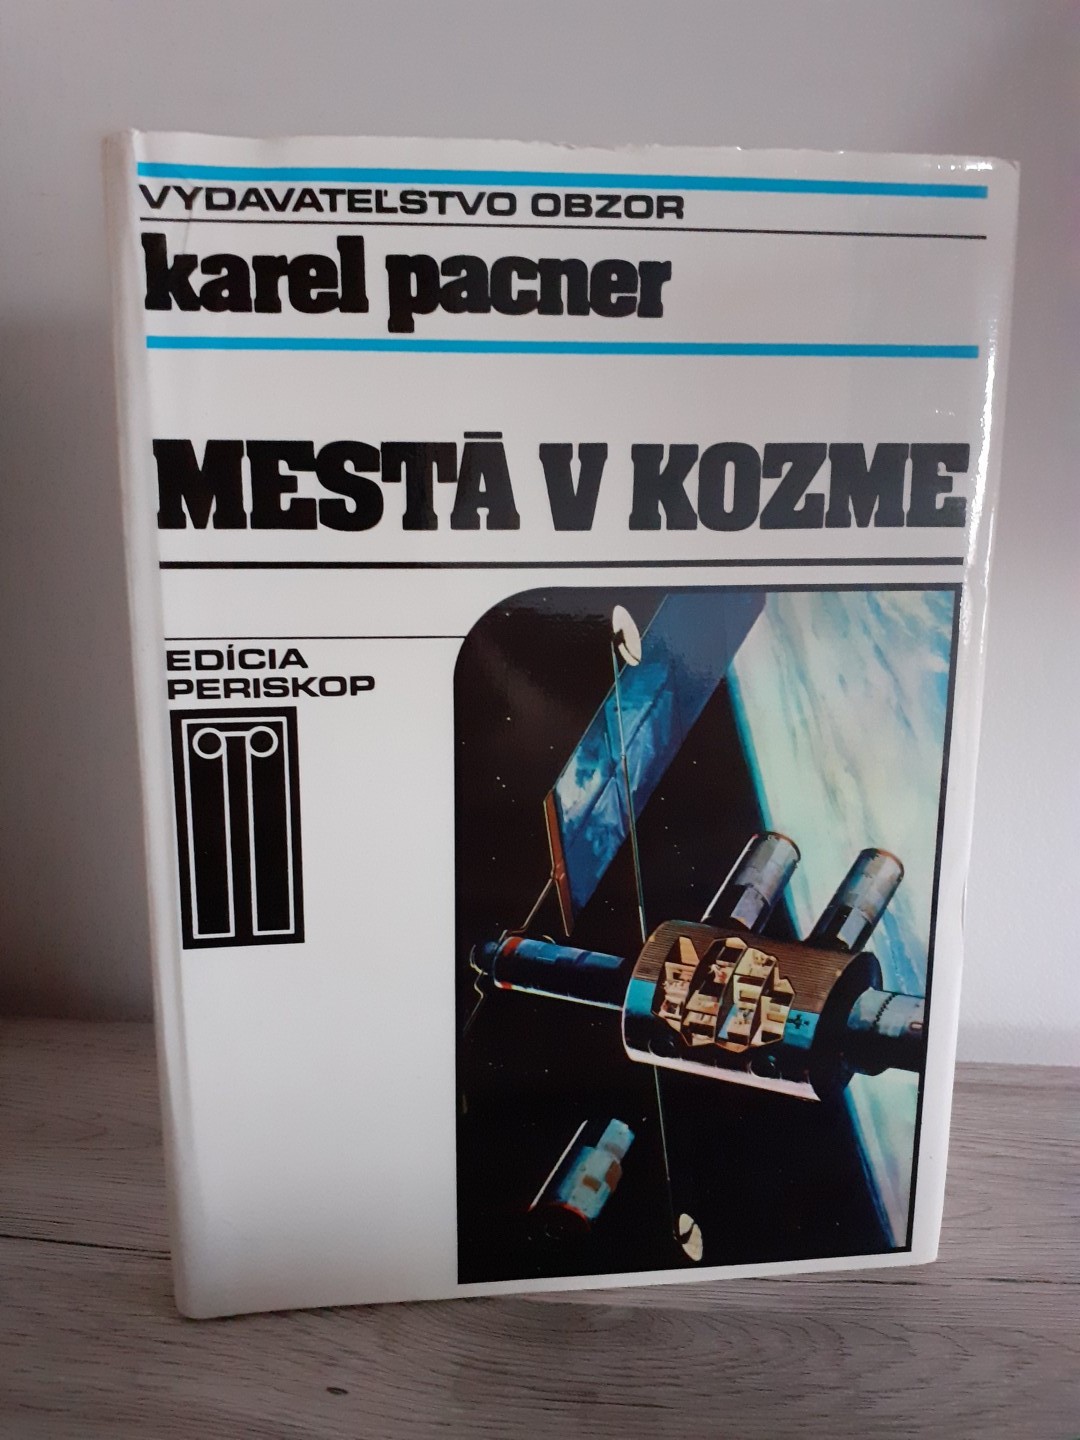 VYDAVATEĽSTVO OBZOR
karel pacner
MESTÁ V KOZME
EDÍCIA
PERISKOP